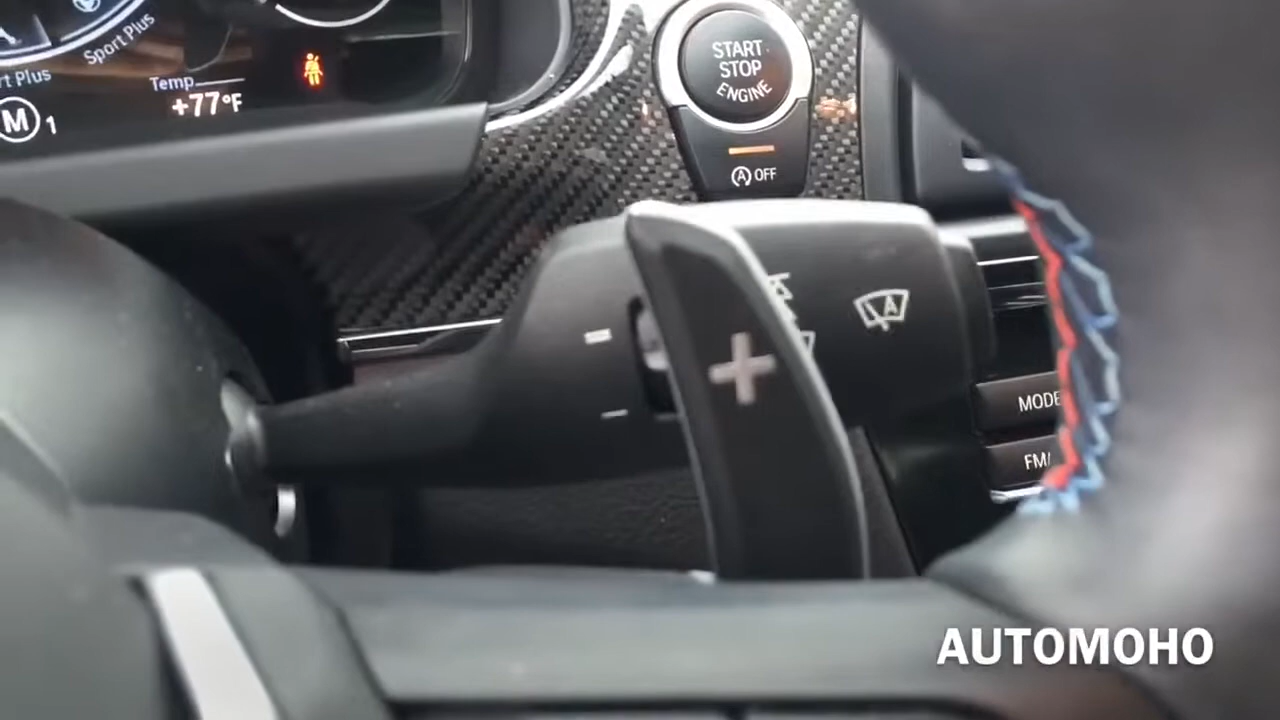 Sport Plus
rt Plus
Temp
+77°F
M 1
START
STOP
ENGINE
A OFF
A
+
MODE
FM/
AUTOMOHO